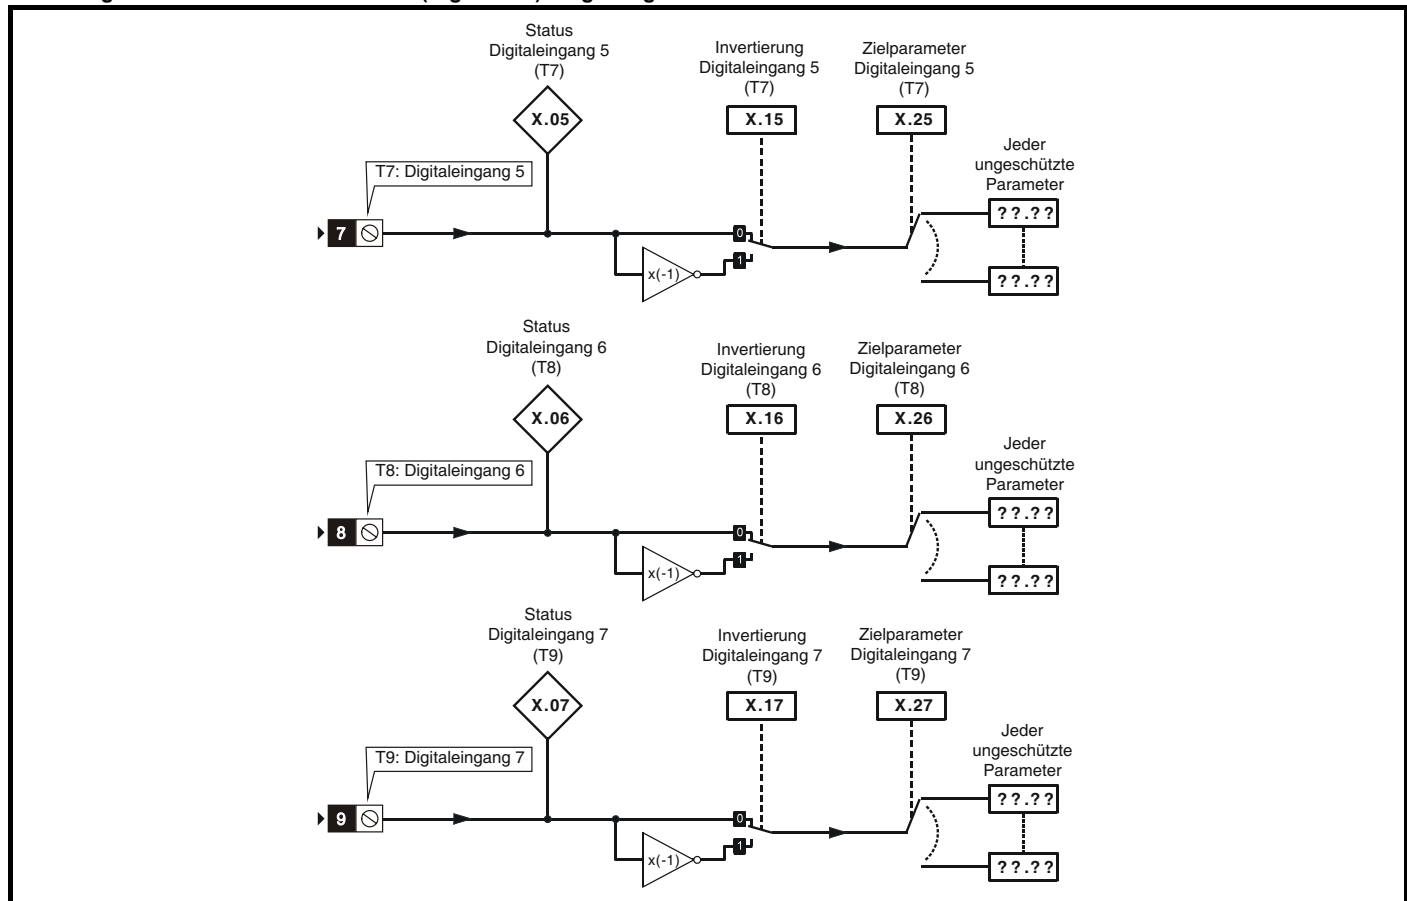 Status
Digitaleingang 5
(T7)
Invertierung
Digitaleingang 5
(T7)
Zielparameter
Digitaleingang 5
(T7)
X.05
X.15
X.25
Jeder
ungeschützte
Parameter
T7: Digitaleingang 5
??.??
7
0
1
x(-1)
??.??
Status
Digitaleingang 6
(T8)
Invertierung
Digitaleingang 6
(T8)
Zielparameter
Digitaleingang 6
(T8)
X.06
X.16
X.26
Jeder
ungeschützte
Parameter
T8: Digitaleingang 6
??.??
8
0
1
x(-1)
??.??
Status
Digitaleingang 7
(T9)
Invertierung
Digitaleingang 7
(T9)
Zielparameter
Digitaleingang 7
(T9)
X.07
X.17
X.27
Jeder
ungeschützte
Parameter
T9: Digitaleingang 7
??.??
9
0
1
x(-1)
??.??